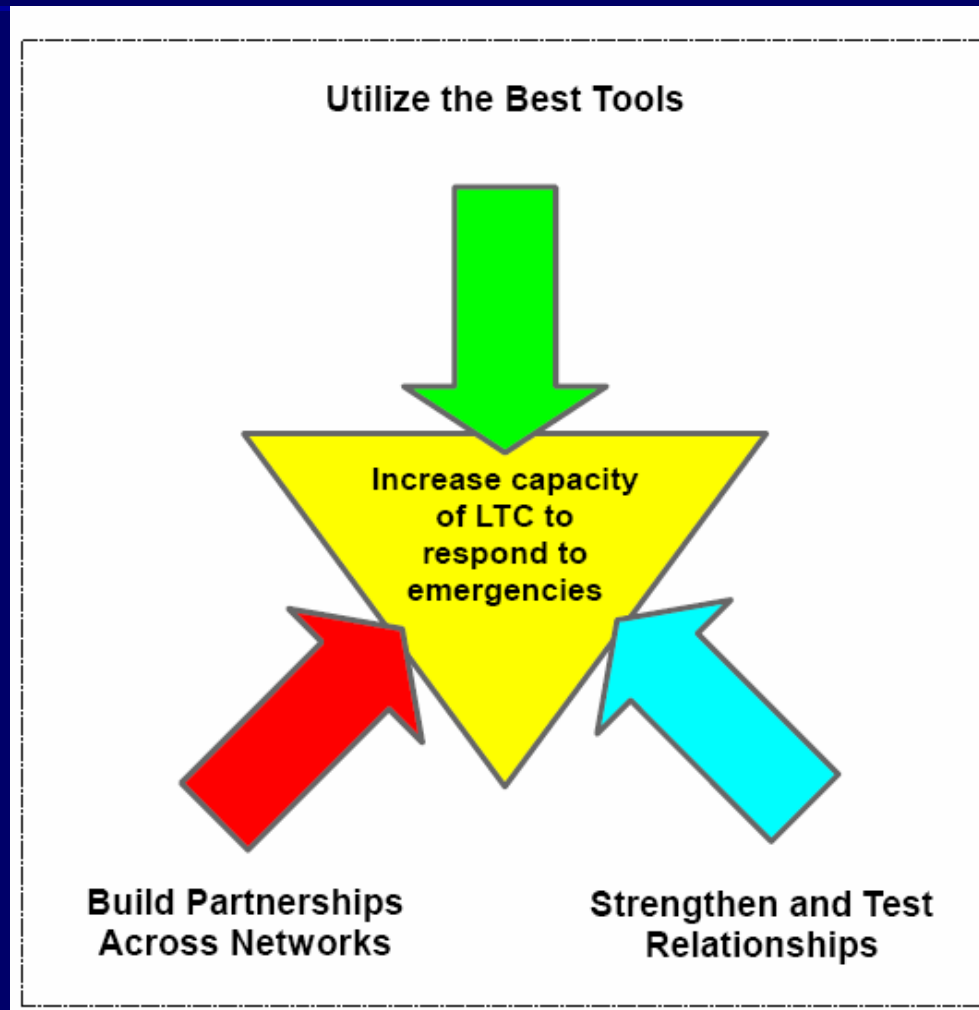 Utilize the Best Tools
Increase capacity
of LTC to
respond to
emergencies
Build Partnerships
Across Networks
Strengthen and Test
Relationships